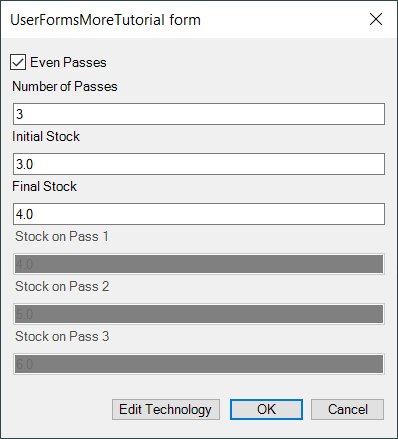 UserFormsMoreTutorial form
Even Passes
Number of Passes
3
Initial Stock
3.0
Final Stock
4.0
Stock on Pass 1
4.0
Stock on Pass 2
5.0
Stock on Pass 3
6.0
Edit Technology OK Cancel